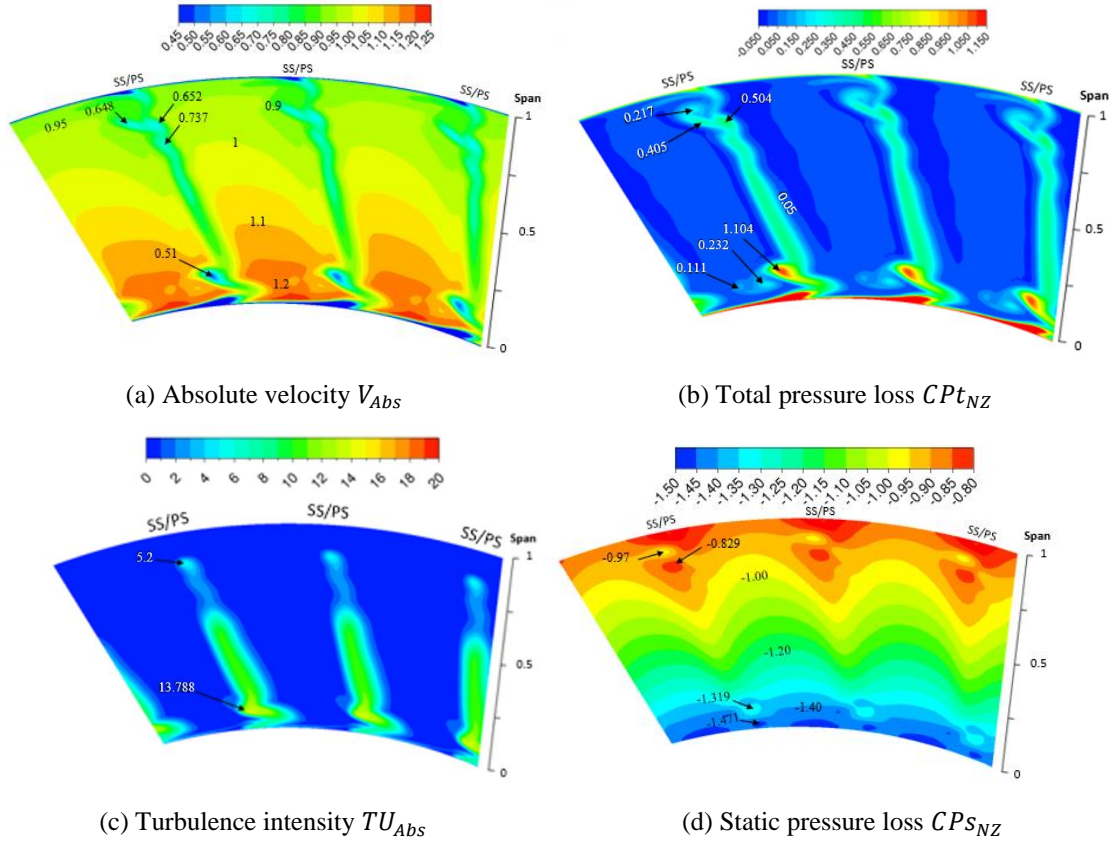 0.45 0.50 0.55 0.60 0.65 0.70 0.75 0.80 0.85 0.90 0.95 1.00 1.05 1.10 1.15 1.20 1.25
SS/PS
SS/PS
SS/PS
Span
1
0.5
0
0.95
0.648
0.652
0.737
0.9
1
1.1
0.51
1.2
(a) Absolute velocity V_Abs
-0.050 0.050 0.150 0.250 0.350 0.450 0.550 0.650 0.750 0.850 0.950 1.050 1.150
SS/PS
SS/PS
SS/PS
Span
1
0.5
0
0.217
0.504
0.405
0.05
1.104
0.232
0.111
(b) Total pressure loss CPt_NZ
0 2 4 6 8 10 12 14 16 18 20
SS/PS
SS/PS
SS/PS
Span
1
0.5
0
5.2
13.788
(c) Turbulence intensity TU_Abs
-1.50 -1.45 -1.40 -1.35 -1.30 -1.25 -1.20 -1.15 -1.10 -1.05 -1.00 -0.95 -0.90 -0.85 -0.80
SS/PS
SS/PS
SS/PS
Span
1
0.5
0
-0.97
-0.829
-1.00
-1.20
-1.319
-1.40
-1.471
(d) Static pressure loss CPs_NZ